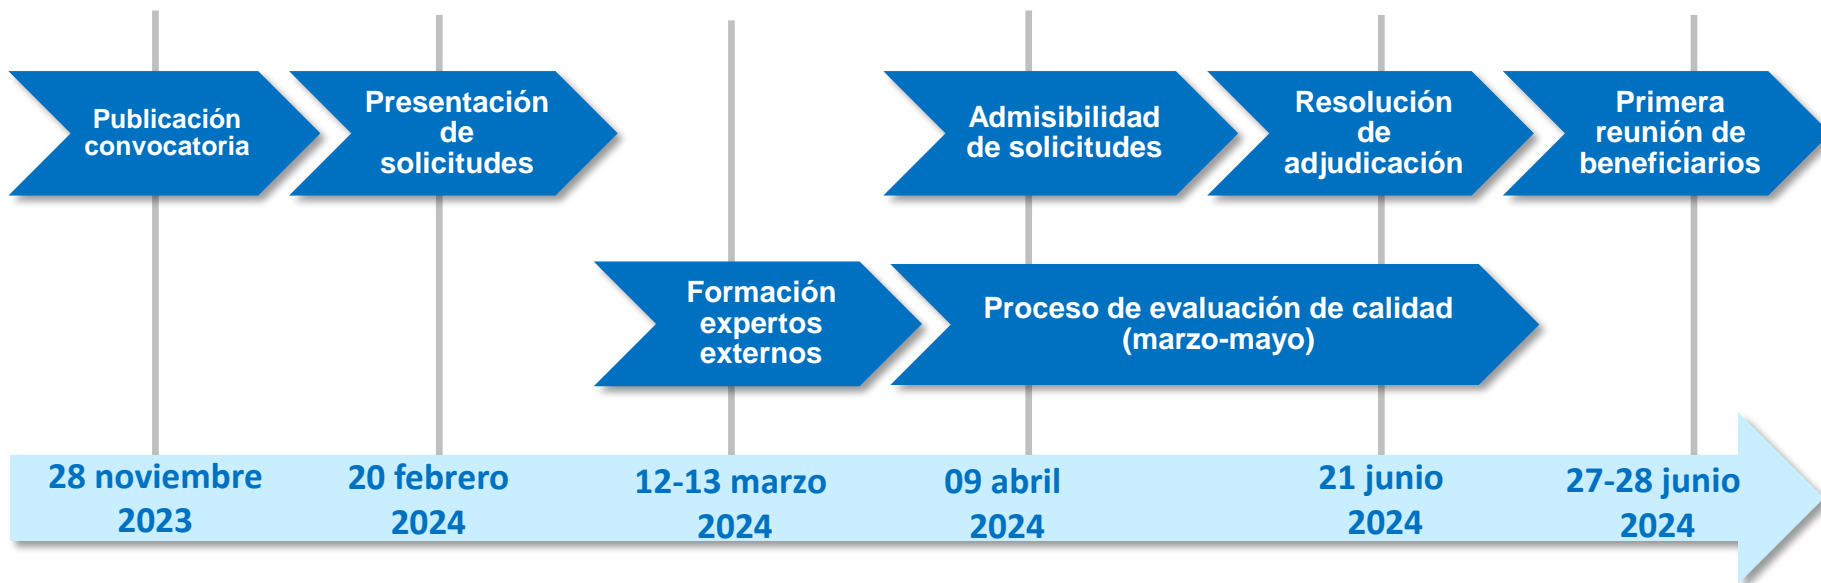 Publicación
convocatoria
Presentación
de
solicitudes
Admisibilidad
de solicitudes
Resolución
de
adjudicación
Primera
reunión de
beneficiarios
Formación
expertos
externos
Proceso de evaluación de calidad
(marzo-mayo)
28 noviembre
2023
20 febrero
2024
12-13 marzo
2024
09 abril
2024
21 junio
2024
27-28 junio
2024